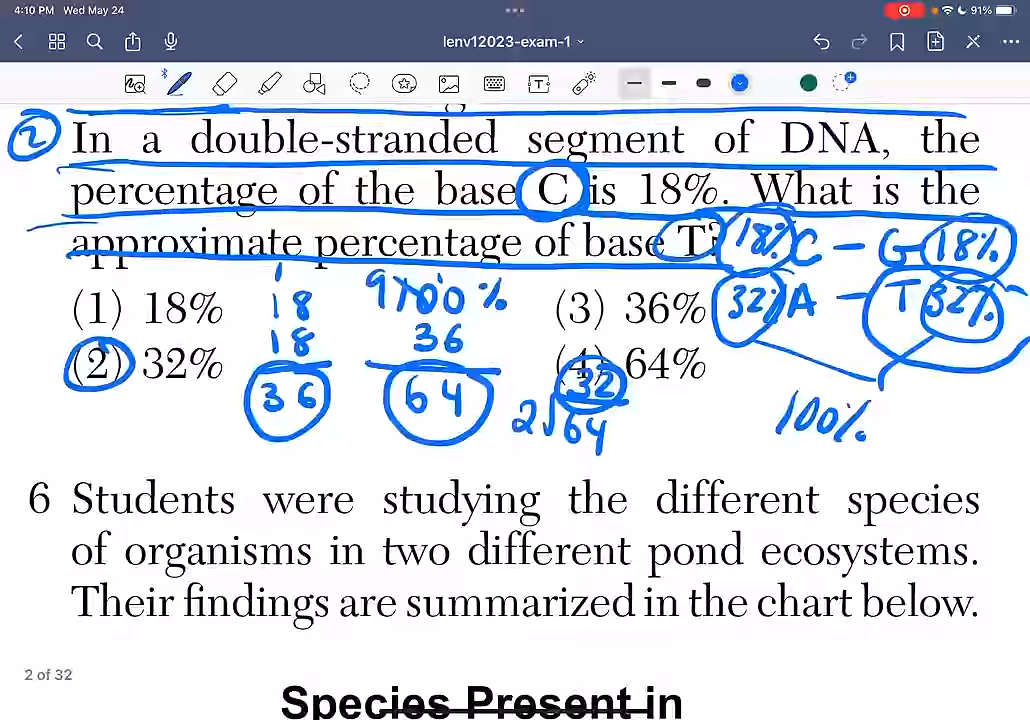 4:10 PM Wed May 24
91%
lenv12023-exam-1
2 In a double-stranded segment of DNA, the
percentage of the base C is 18%. What is the
approximate percentage of base T?
18% C - G 18%
32% A - T 32%
100%
(1) 18%
(2) 32%
(3) 36%
(4) 64%
18
18
36
100%
36
64
32
2√64
6 Students were studying the different species
of organisms in two different pond ecosystems.
Their findings are summarized in the chart below.
2 of 32
Species Present in